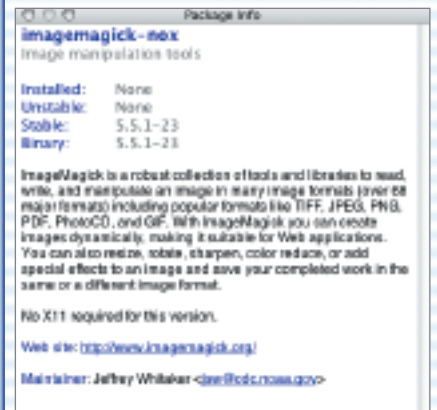 Package Info
imagemagick-nox
Image manipulation tools
Installed: None
Unstable: None
Stable: 5.5.1-23
Binary: 5.5.1-23
ImageMagick is a robust collection of tools and libraries to read,
write, and manipulate an image in many image formats (over 68
major formats) including popular formats like TIFF, JPEG, PNG,
PDF, PhotoCD, and GIF. With ImageMagick you can create
images dynamically, making it suitable for Web applications.
You can also resize, rotate, sharpen, color reduce, or add
special effects to an image and save your completed work in the
same or a different image format.
No X11 required for this version.
Web site: http://www.imagemagick.org/
Maintainer: Jeffrey Whitaker <jsw@cdc.noaa.gov>